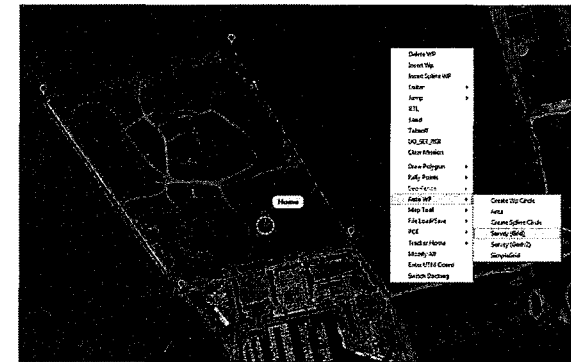 Home
Delete WP
Insert Wp
Insert Spline WP
Loiter
Jump
RTL
Land
Takeoff
DO_SET_ROI
Clear Mission
Draw Polygon
Rally Points
Geo-Fence
Auto WP
Map Tool
File Load/Save
POI
Tracker Home
Modify Alt
Enter UTM Coord
Switch Docking
Create Wp Circle
Area
Create Spline Circle
Survey (Grid)
Survey (Gridv2)
SimpleGrid